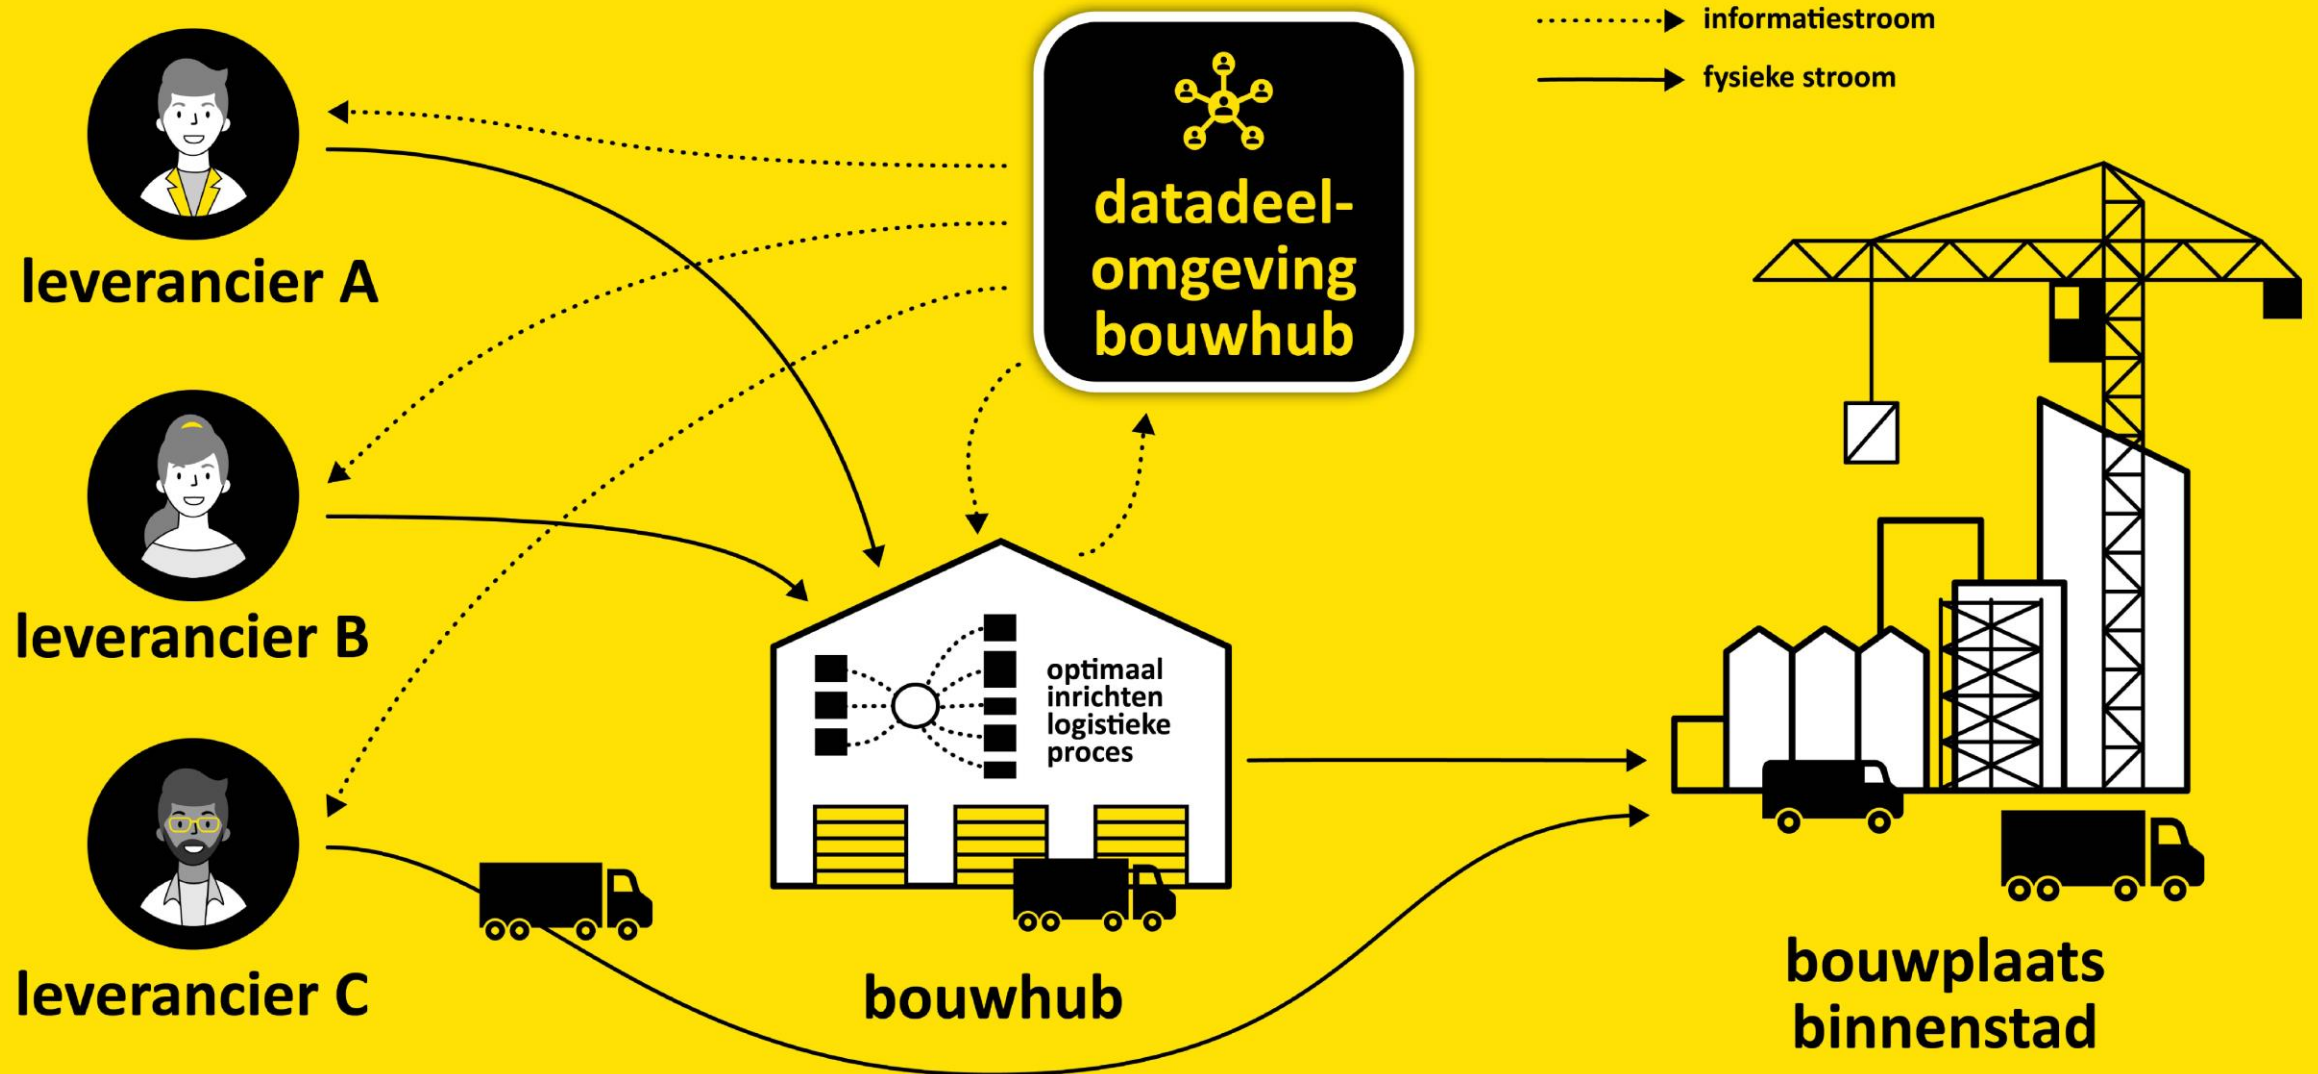 informatiestroom
fysieke stroom
datadeel-
omgeving
bouwhub
leverancier A
leverancier B
leverancier C
optimaal
inrichten
logistieke
proces
bouwhub
bouwplaats
binnenstad